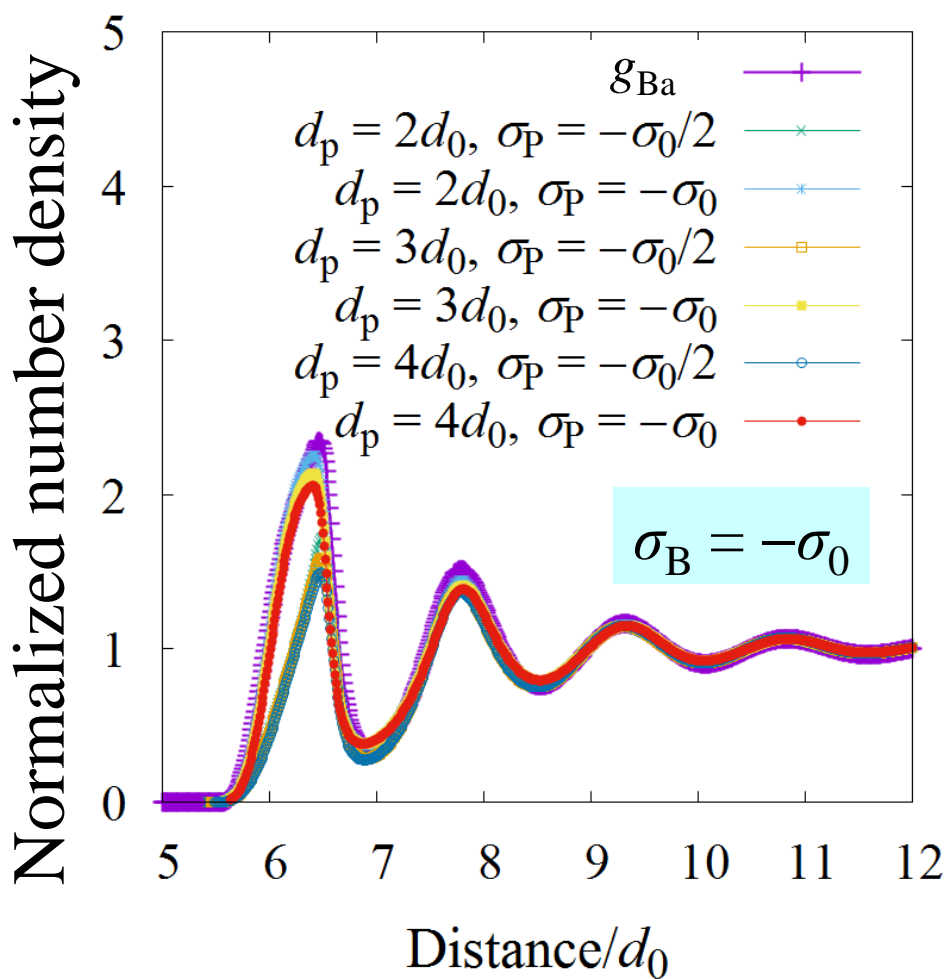 Normalized number density
5
4
3
2
1
0
g_Ba
d_p = 2d_0, σ_P = −σ_0/2
d_p = 2d_0, σ_P = −σ_0
d_p = 3d_0, σ_P = −σ_0/2
d_p = 3d_0, σ_P = −σ_0
d_p = 4d_0, σ_P = −σ_0/2
d_p = 4d_0, σ_P = −σ_0
σ_B = −σ_0
5 6 7 8 9 10 11 12
Distance/d_0